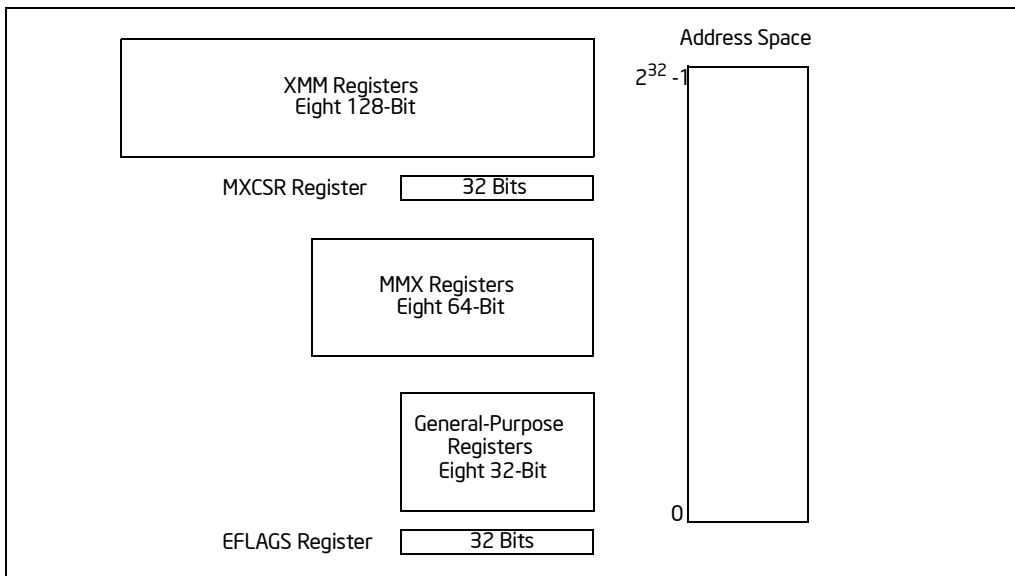 Address Space
2^32 -1
XMM Registers
Eight 128-Bit
MXCSR Register
32 Bits
MMX Registers
Eight 64-Bit
General-Purpose
Registers
Eight 32-Bit
0
EFLAGS Register
32 Bits